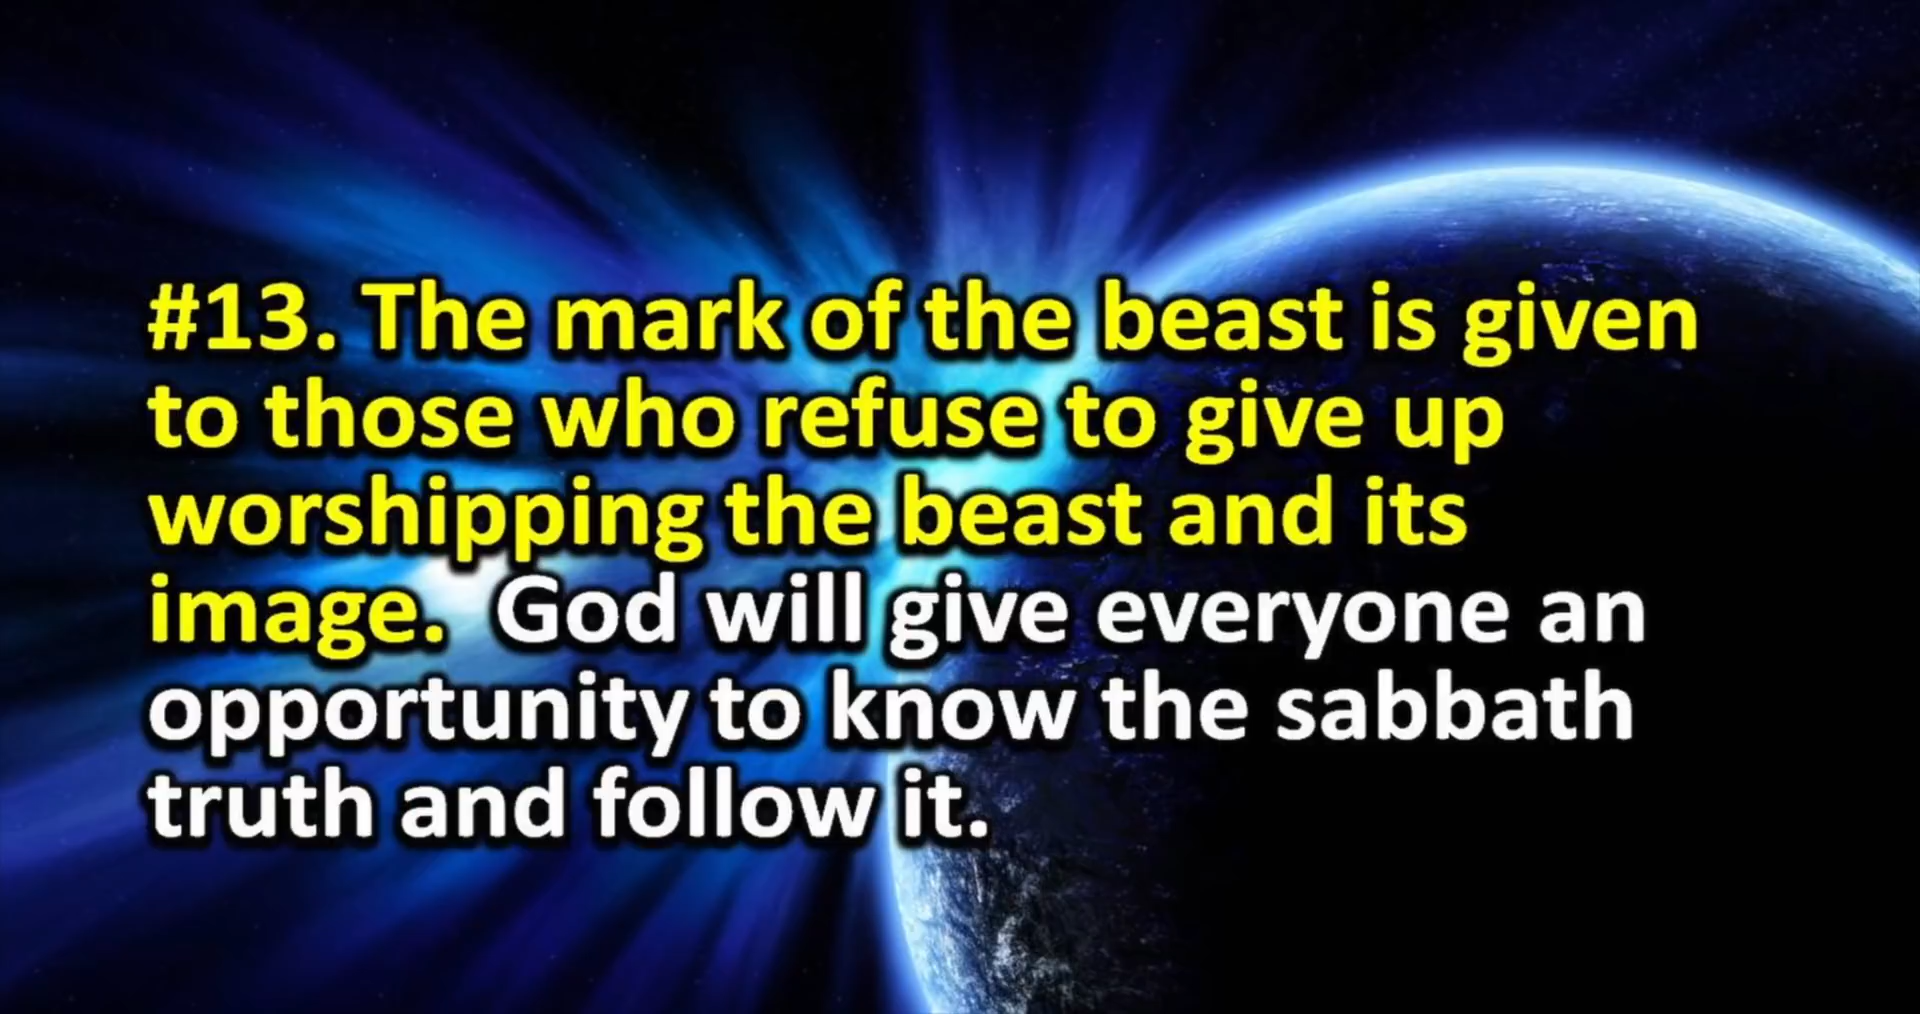 #13. The mark of the beast is given
to those who refuse to give up
worshipping the beast and its
image.  God will give everyone an
opportunity to know the sabbath
truth and follow it.